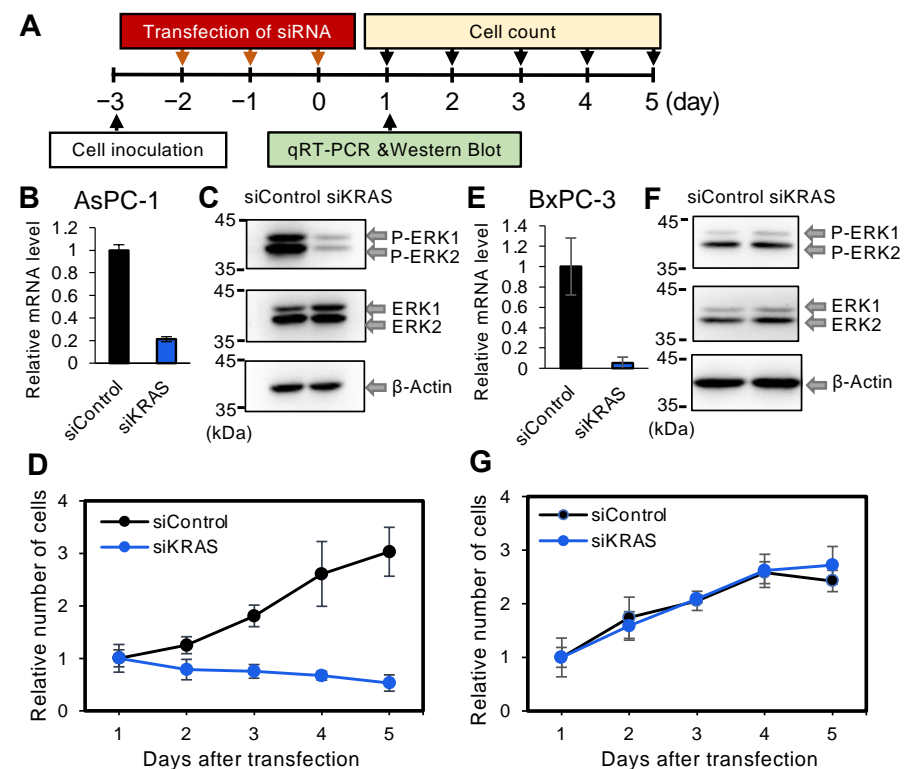 A
Transfection of siRNA
Cell count
−3 −2 −1 0 1 2 3 4 5 (day)
Cell inoculation
qRT-PCR &Western Blot
B
AsPC-1
Relative mRNA level
1.2
1
0.8
0.6
0.4
0.2
0
siControl
siKRAS
C
siControl siKRAS
45
35
P-ERK1
P-ERK2
45
35
ERK1
ERK2
45
35
β-Actin
(kDa)
E
BxPC-3
Relative mRNA level
1.4
1.2
1
0.8
0.6
0.4
0.2
0
siControl
siKRAS
F
siControl siKRAS
45
35
P-ERK1
P-ERK2
45
35
ERK1
ERK2
45
35
β-Actin
(kDa)
D
Relative number of cells
4
3
2
1
0
siControl
siKRAS
1 2 3 4 5
Days after transfection
G
Relative number of cells
4
3
2
1
0
siControl
siKRAS
1 2 3 4 5
Days after transfection